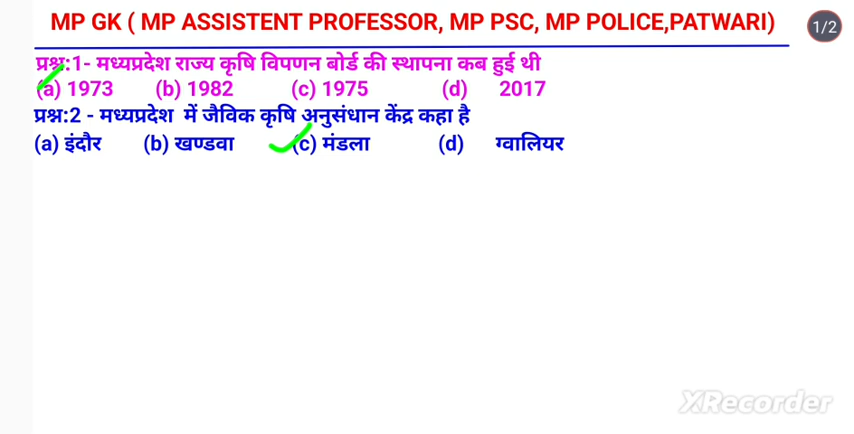 MP GK ( MP ASSISTENT PROFESSOR, MP PSC, MP POLICE,PATWARI)
1/2
प्रश्न:1- मध्यप्रदेश राज्य कृषि विपणन बोर्ड की स्थापना कब हुई थी
(a) 1973 (b) 1982 (c) 1975 (d) 2017
प्रश्न:2 - मध्यप्रदेश में जैविक कृषि अनुसंधान केंद्र कहा है
(a) इंदौर (b) खण्डवा (c) मंडला (d) ग्वालियर
XRecorder